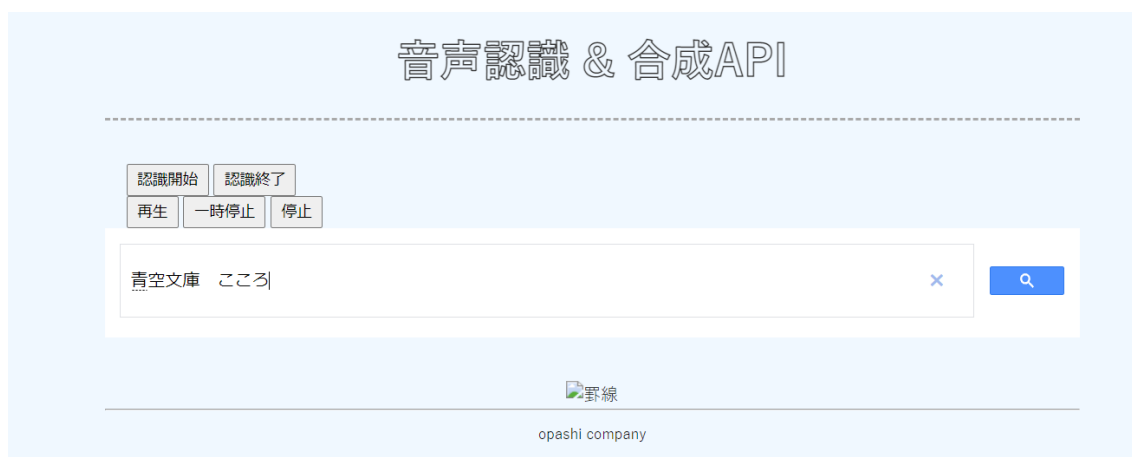 音声認識 & 合成API
認識開始 認識終了
再生 一時停止 停止
青空文庫　こころ
罫線
opashi company